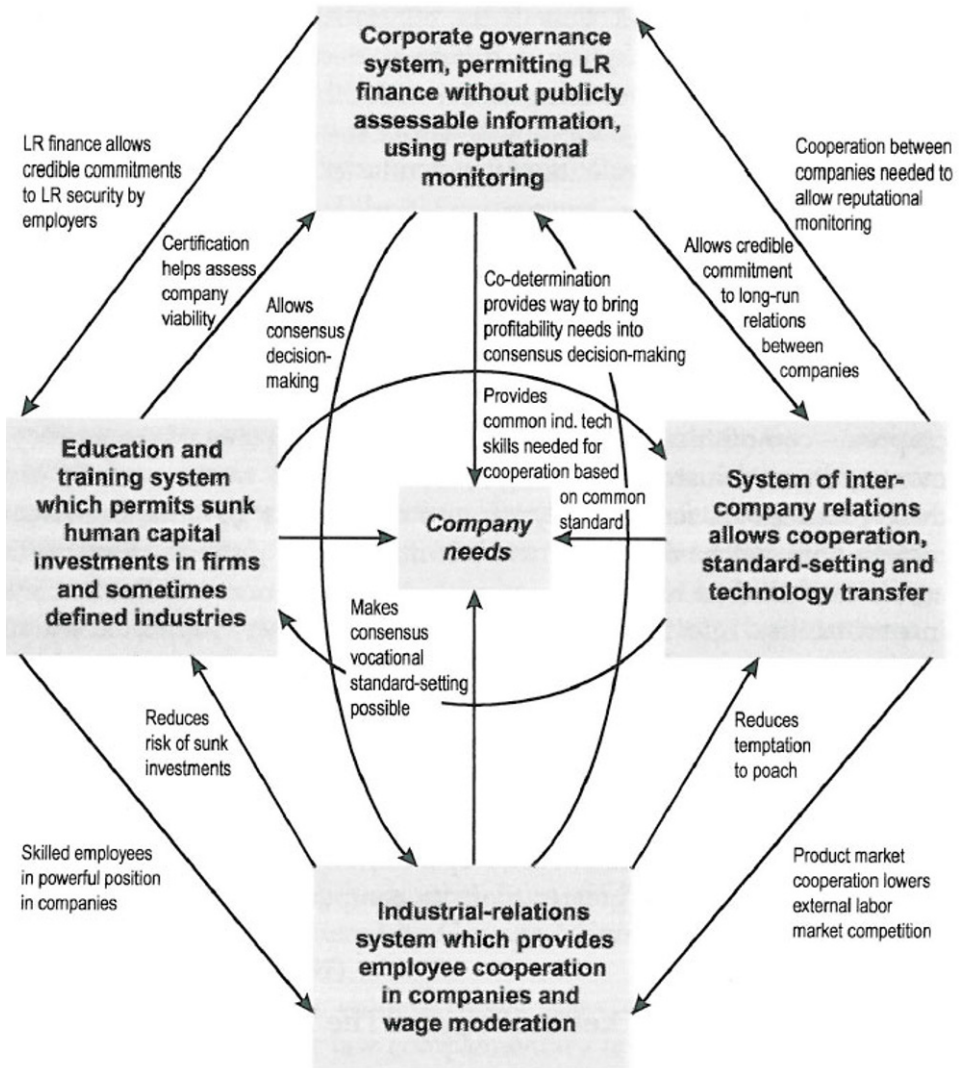 Corporate governance
system, permitting LR
finance without publicly
assessable information,
using reputational
monitoring
LR finance allows
credible commitments
to LR security by
employers
Cooperation between
companies needed to
allow reputational
monitoring
Certification
helps assess
company
viability
Allows
consensus
decision-
making
Co-determination
provides way to bring
profitability needs into
consensus decision-making
Allows credible
commitment
to long-run
relations
between
companies
Provides
common ind. tech
skills needed for
cooperation based
on common
standard
Education and
training system
which permits sunk
human capital
investments in firms
and sometimes
defined industries
Company
needs
System of inter-
company relations
allows cooperation,
standard-setting and
technology transfer
Makes
consensus
vocational
standard-setting
possible
Reduces
risk of sunk
investments
Reduces
temptation
to poach
Skilled employees
in powerful position
in companies
Product market
cooperation lowers
external labor
market competition
Industrial-relations
system which provides
employee cooperation
in companies and
wage moderation